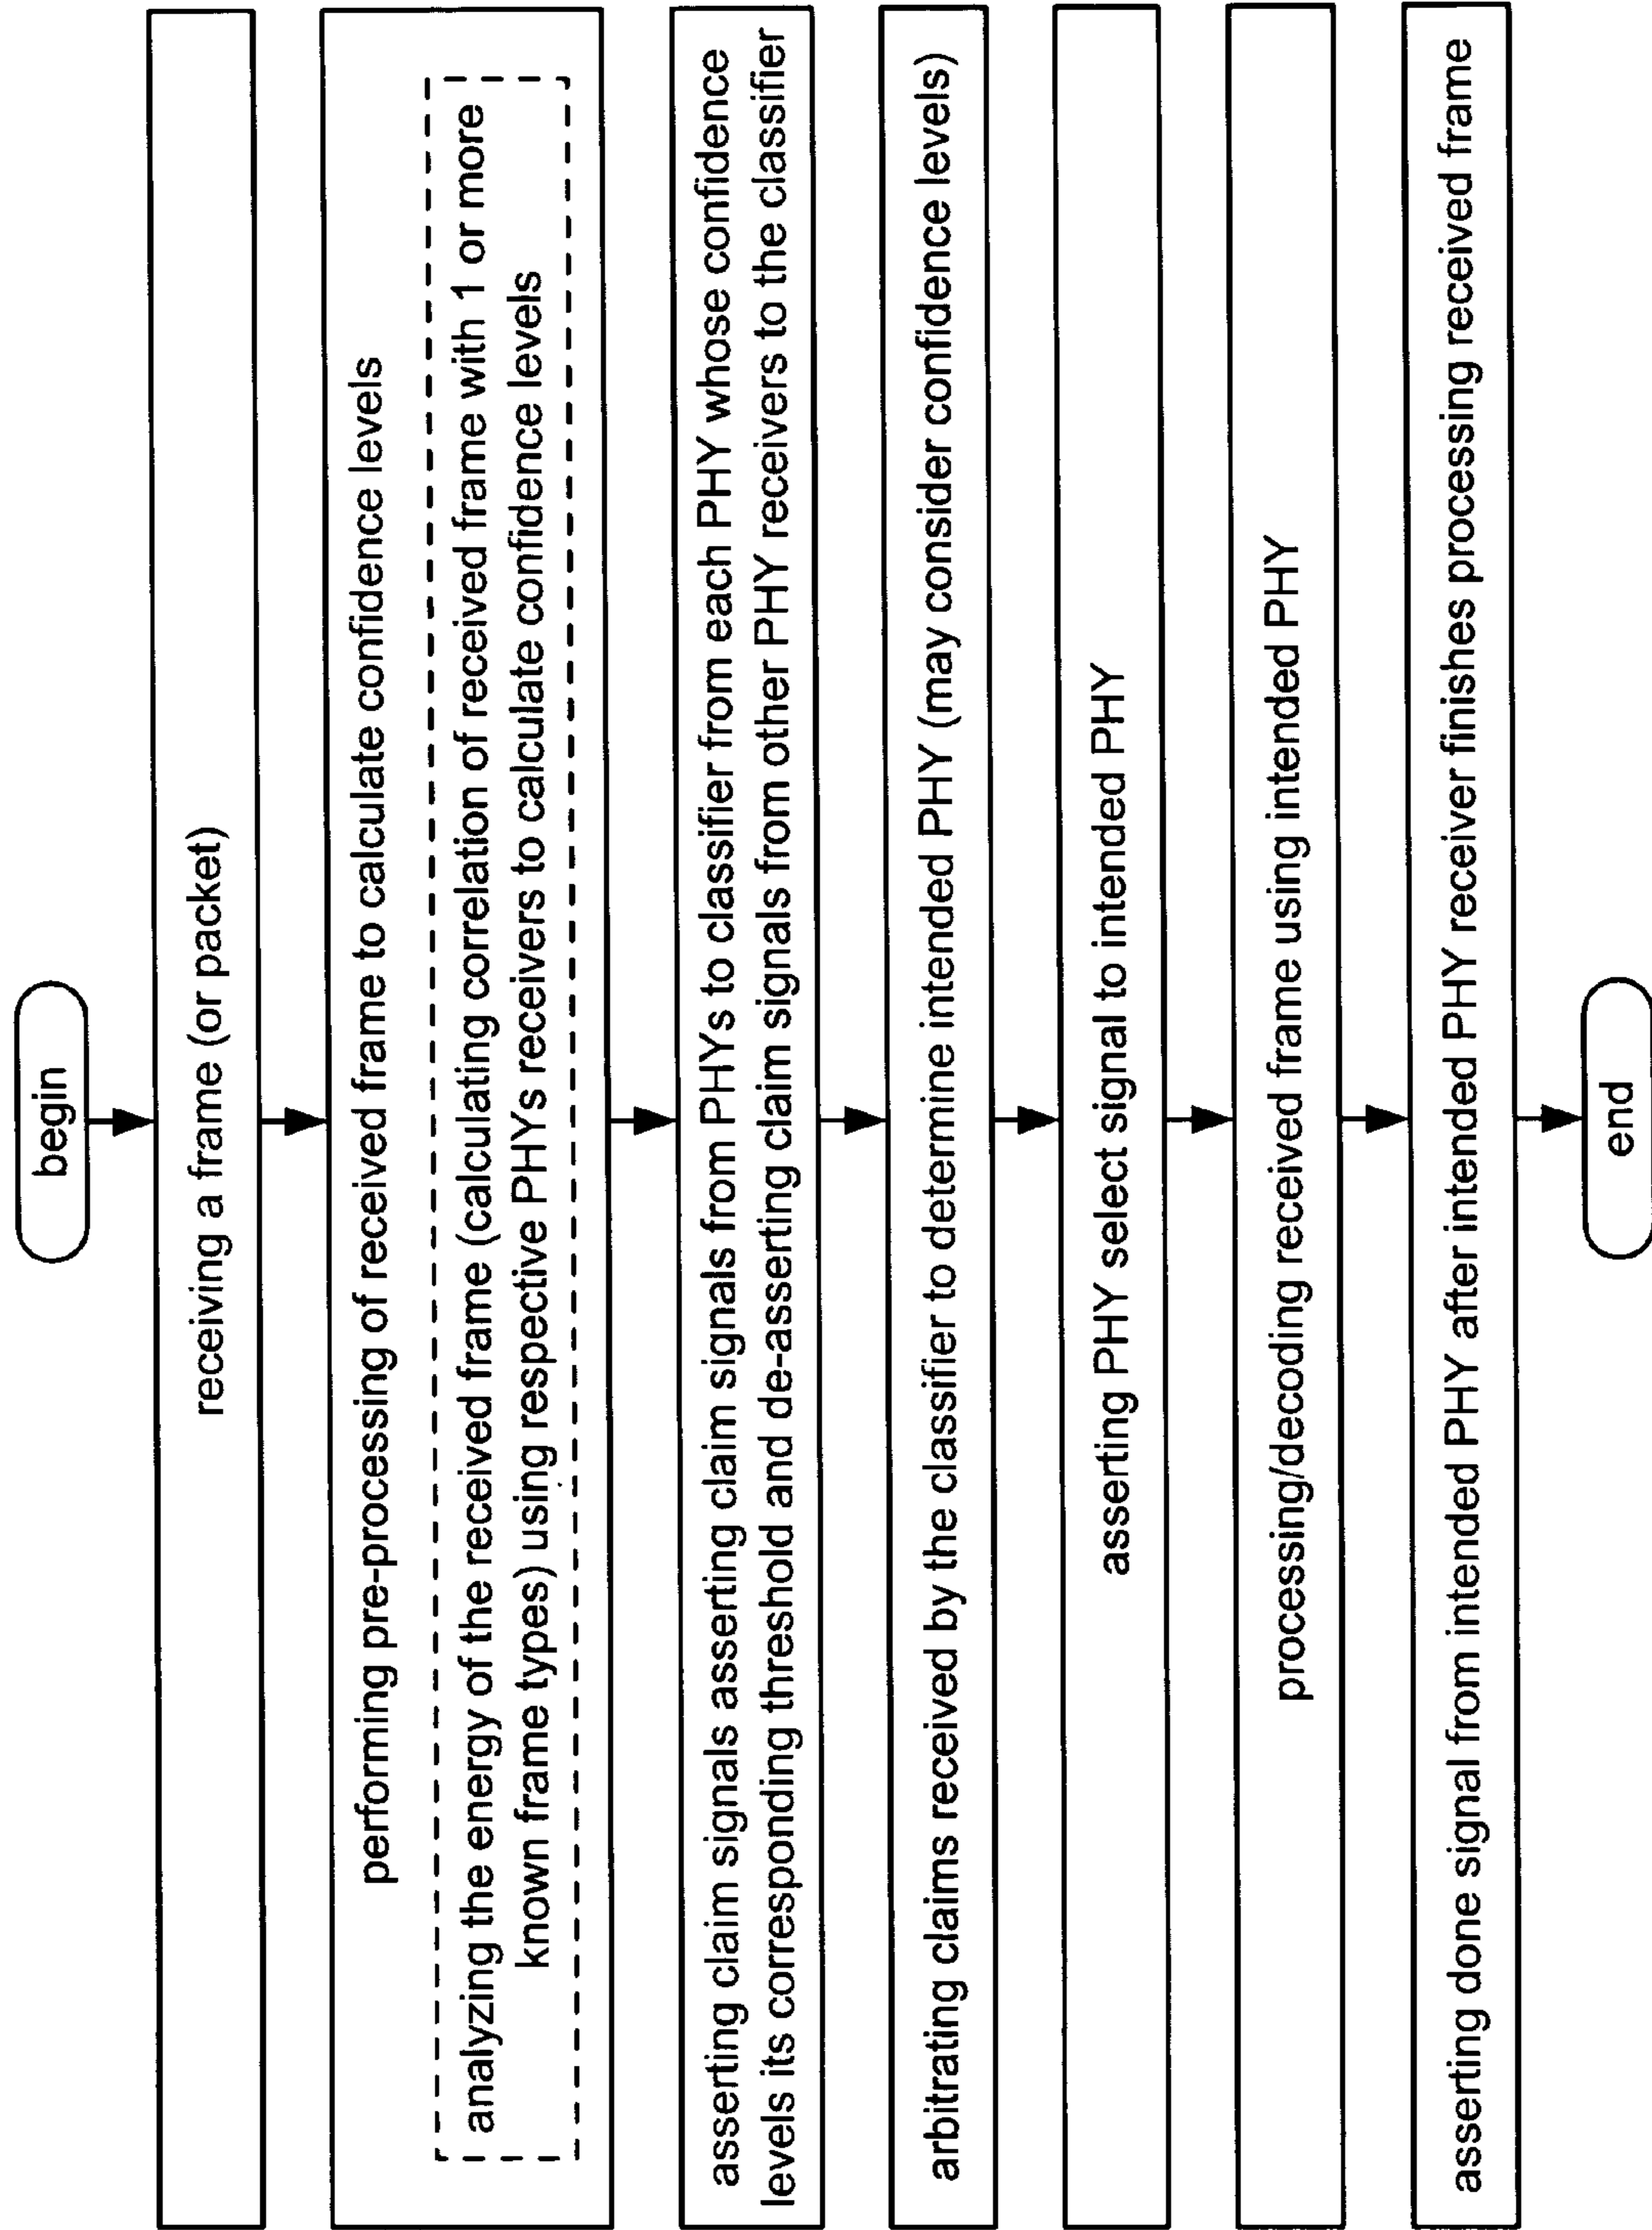 begin
receiving a frame (or packet)
performing pre-processing of received frame to calculate confidence levels
analyzing the energy of the received frame (calculating correlation of received frame with 1 or more
known frame types) using respective PHYs receivers to calculate confidence levels
asserting claim signals asserting claim signals from PHYs to classifier from each PHY whose confidence
levels its corresponding threshold and de-asserting claim signals from other PHY receivers to the classifier
arbitrating claims received by the classifier to determine intended PHY (may consider confidence levels)
asserting PHY select signal to intended PHY
processing/decoding received frame using intended PHY
asserting done signal from intended PHY after intended PHY receiver finishes processing received frame
end